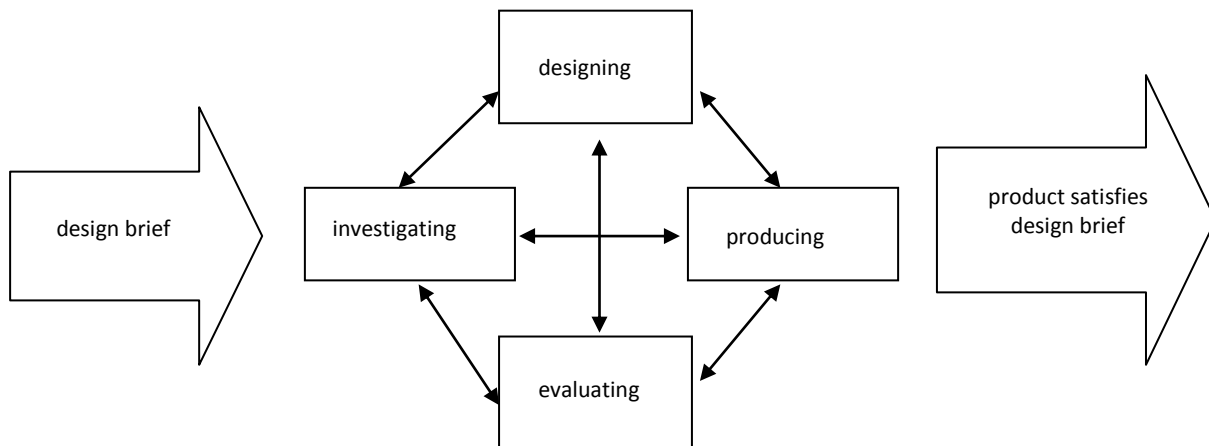 designing
design brief
investigating
producing
product satisfies
design brief
evaluating